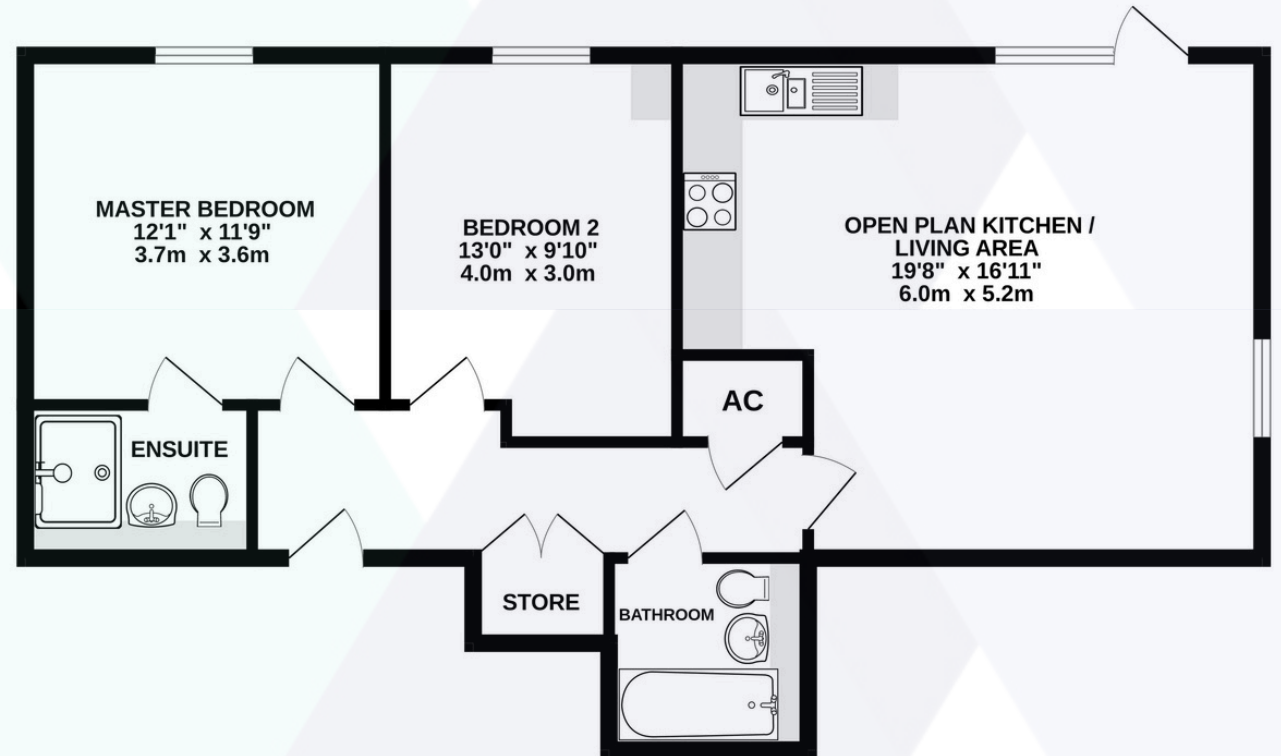 MASTER BEDROOM
12'1" x 11'9"
3.7m x 3.6m
BEDROOM 2
13'0" x 9'10"
4.0m x 3.0m
OPEN PLAN KITCHEN /
LIVING AREA
19'8" x 16'11"
6.0m x 5.2m
AC
ENSUITE
STORE
BATHROOM